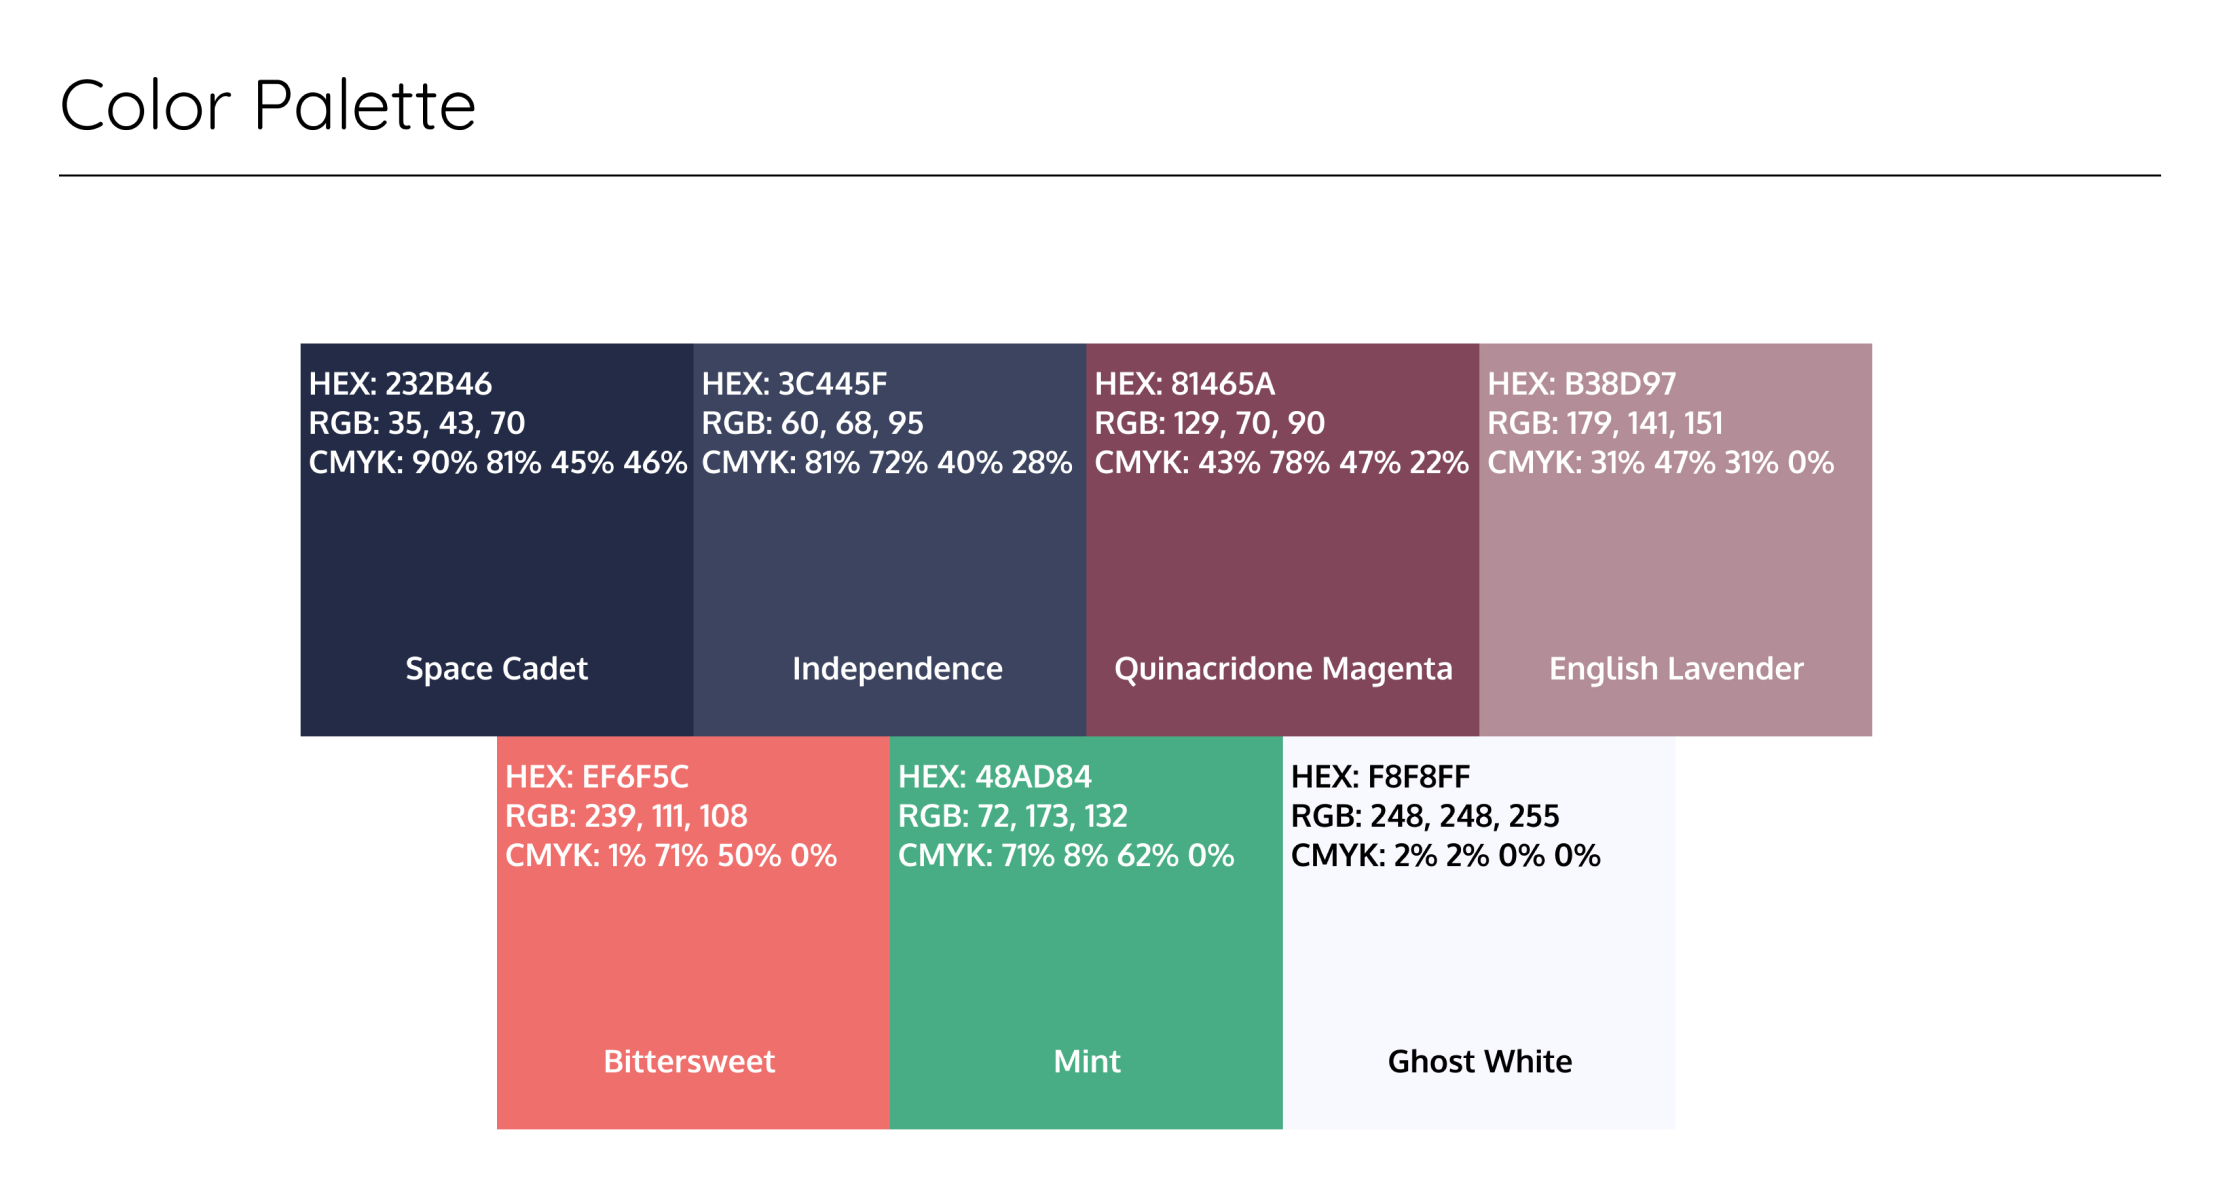 Color Palette
HEX: 232B46
RGB: 35, 43, 70
CMYK: 90% 81% 45% 46%
Space Cadet
HEX: 3C445F
RGB: 60, 68, 95
CMYK: 81% 72% 40% 28%
Independence
HEX: 81465A
RGB: 129, 70, 90
CMYK: 43% 78% 47% 22%
Quinacridone Magenta
HEX: B38D97
RGB: 179, 141, 151
CMYK: 31% 47% 31% 0%
English Lavender
HEX: EF6F5C
RGB: 239, 111, 108
CMYK: 1% 71% 50% 0%
Bittersweet
HEX: 48AD84
RGB: 72, 173, 132
CMYK: 71% 8% 62% 0%
Mint
HEX: F8F8FF
RGB: 248, 248, 255
CMYK: 2% 2% 0% 0%
Ghost White